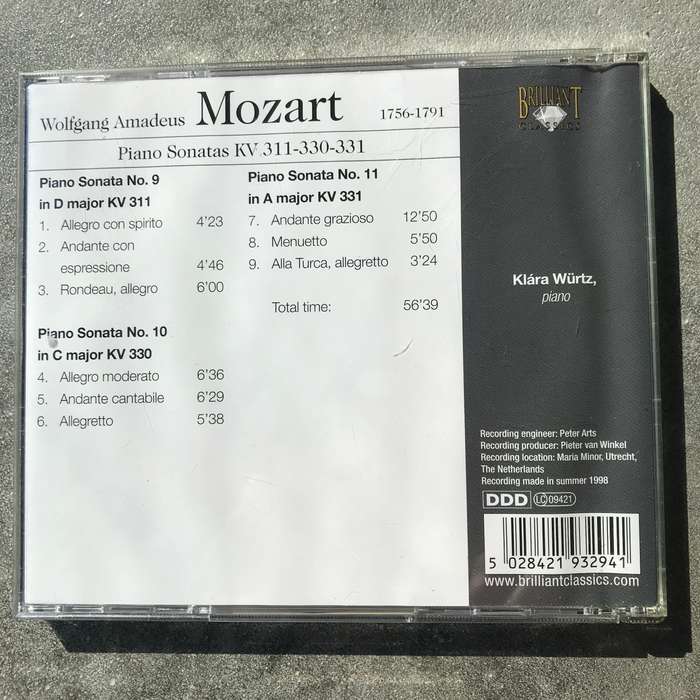 Wolfgang Amadeus Mozart 1756-1791
Piano Sonatas KV 311-330-331
Piano Sonata No. 9
in D major KV 311
1. Allegro con spirito 4’23
2. Andante con
espressione 4’46
3. Rondeau, allegro 6’00
Piano Sonata No. 10
in C major KV 330
4. Allegro moderato 6’36
5. Andante cantabile 6’29
6. Allegretto 5’38
Piano Sonata No. 11
in A major KV 331
7. Andante grazioso 12’50
8. Menuetto 5’50
9. Alla Turca, allegretto 3’24
Total time: 56’39
BRILLIANT
CLASSICS
Klára Würtz,
piano
Recording engineer: Peter Arts
Recording producer: Pieter van Winkel
Recording location: Maria Minor, Utrecht,
The Netherlands
Recording made in summer 1998
DDD LC 09421
5 028421 932941
www.brilliantclassics.com